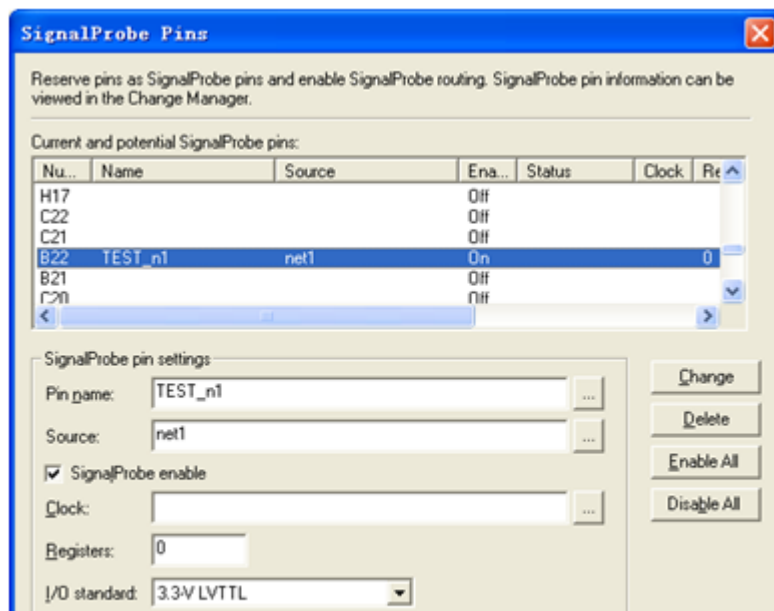 SignalProbe Pins
Reserve pins as SignalProbe pins and enable SignalProbe routing. SignalProbe pin information can be
viewed in the Change Manager.
Current and potential SignalProbe pins:
Nu... Name Source Ena... Status Clock Re
H17 Off
C22 Off
C21 Off
B22 TEST_n1 net1 On 0
B21 Off
C20 Off
SignalProbe pin settings
Pin name: TEST_n1 ...
Source: net1 ...
SignalProbe enable
Clock: ...
Registers: 0
I/O standard: 3.3-V LVTTL
Change
Delete
Enable All
Disable All